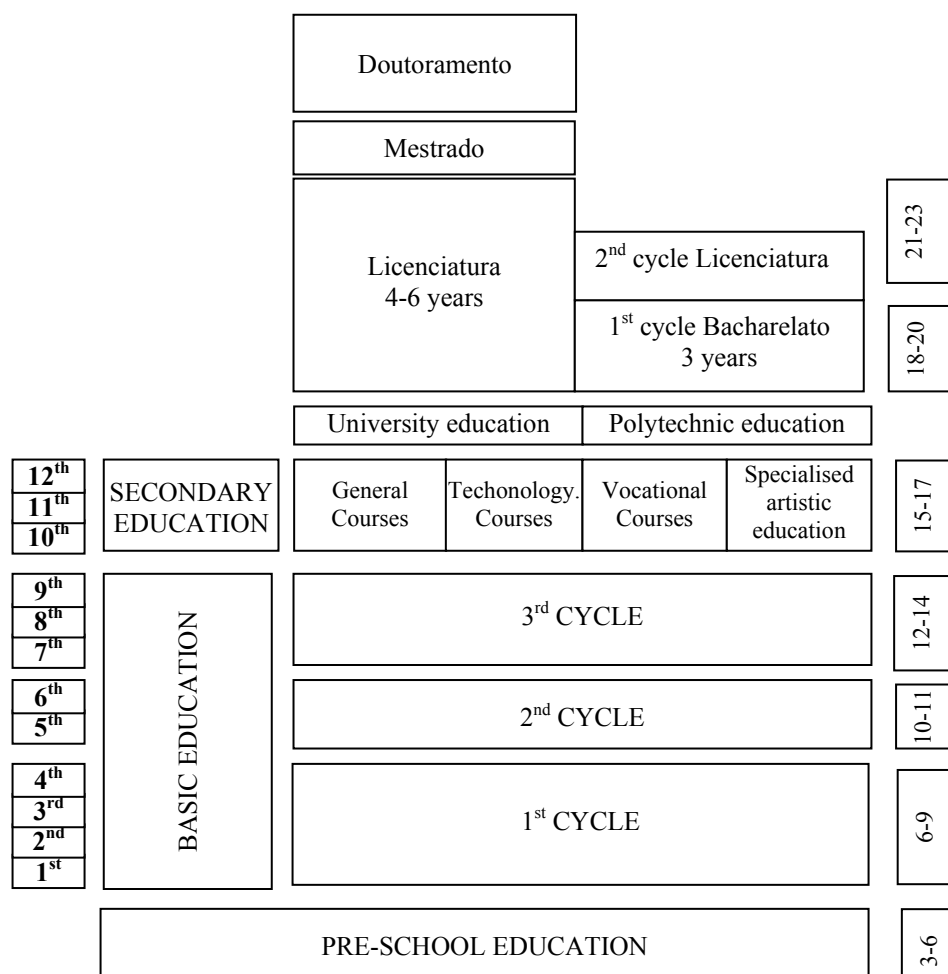 Doutoramento
Mestrado
Licenciatura
4-6 years
2nd cycle Licenciatura
1st cycle Bacharelato
3 years
21-23
18-20
University education
Polytechnic education
12th
11th
10th
SECONDARY
EDUCATION
General
Courses
Techonology.
Courses
Vocational
Courses
Specialised
artistic
education
15-17
9th
8th
7th
BASIC EDUCATION
3rd CYCLE
12-14
6th
5th
2nd CYCLE
10-11
4th
3rd
2nd
1st
1st CYCLE
6-9
PRE-SCHOOL EDUCATION
3-6